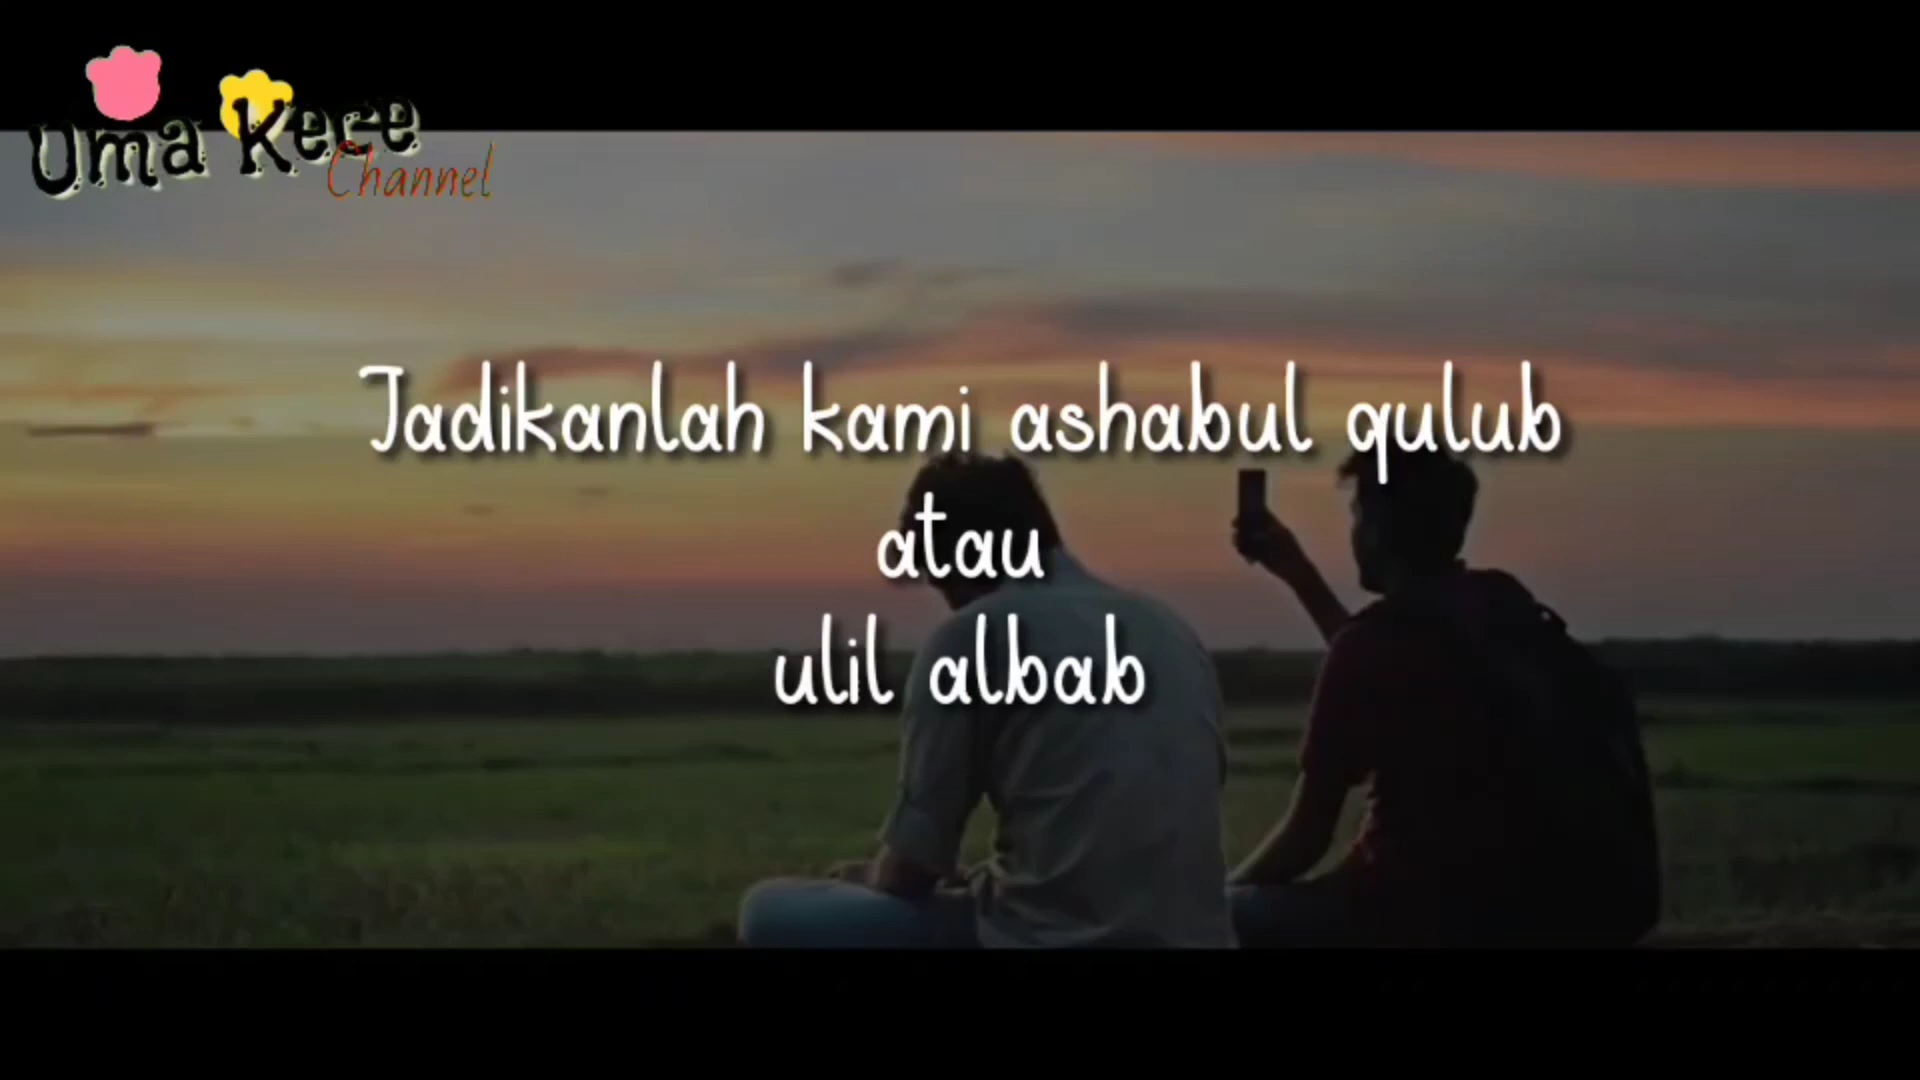 Uma Kece
Channel
Jadikanlah kami ashabul qulub
atau
ulil albab